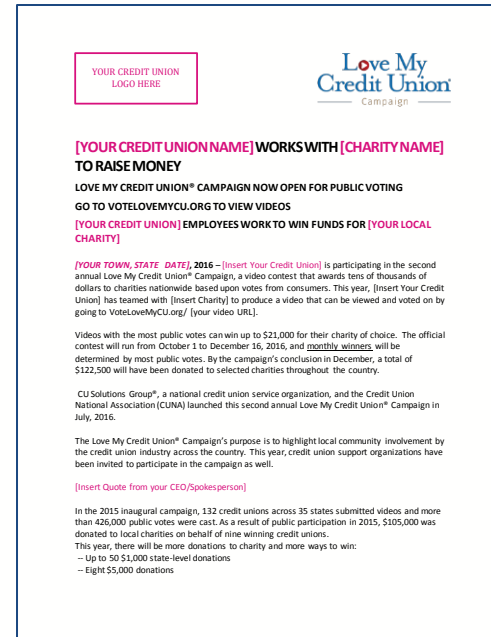 YOUR CREDIT UNION
LOGO HERE
Love My
Credit Union®
Campaign
[YOUR CREDIT UNION NAME] WORKS WITH [CHARITY NAME]
TO RAISE MONEY
LOVE MY CREDIT UNION® CAMPAIGN NOW OPEN FOR PUBLIC VOTING
GO TO VOTELOVEMYCU.ORG TO VIEW VIDEOS
[YOUR CREDIT UNION] EMPLOYEES WORK TO WIN FUNDS FOR [YOUR LOCAL
CHARITY]
[YOUR TOWN, STATE DATE], 2016 – [Insert Your Credit Union] is participating in the second
annual Love My Credit Union® Campaign, a video contest that awards tens of thousands of
dollars to charities nationwide based upon votes from consumers. This year, [Insert Your Credit
Union] has teamed with [Insert Charity] to produce a video that can be viewed and voted on by
going to VoteLoveMyCU.org/ [your video URL].
Videos with the most public votes can win up to $21,000 for their charity of choice. The official
contest will run from October 1 to December 16, 2016, and monthly winners will be
determined by most public votes. By the campaign's conclusion in December, a total of
$122,500 will have been donated to selected charities throughout the country.
CU Solutions Group®, a national credit union service organization, and the Credit Union
National Association (CUNA) launched this second annual Love My Credit Union® Campaign in
July, 2016.
The Love My Credit Union® Campaign's purpose is to highlight local community involvement by
the credit union industry across the country. This year, credit union support organizations have
been invited to participate in the campaign as well.
[Insert Quote from your CEO/Spokesperson]
In the 2015 inaugural campaign, 132 credit unions across 35 states submitted videos and more
than 426,000 public votes were cast. As a result of public participation in 2015, $105,000 was
donated to local charities on behalf of nine winning credit unions.
This year, there will be more donations to charity and more ways to win:
-- Up to 50 $1,000 state-level donations
-- Eight $5,000 donations